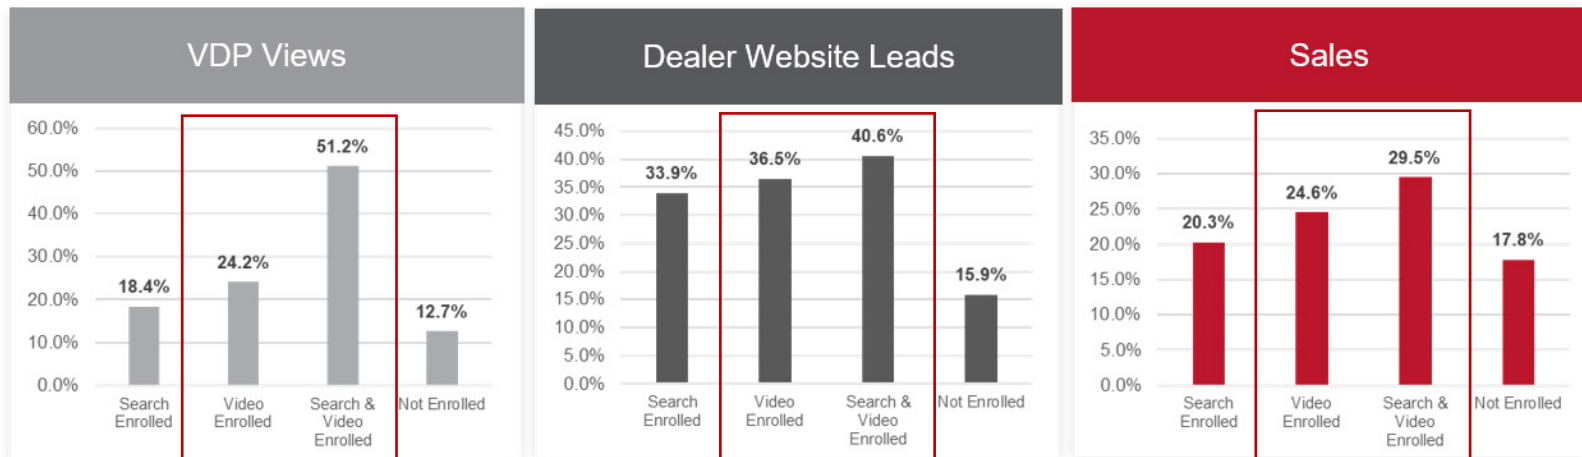 VDP Views
60.0%
50.0%
40.0%
30.0%
20.0%
10.0%
0.0%
18.4%
24.2%
51.2%
12.7%
Search
Enrolled
Video
Enrolled
Search &
Video
Enrolled
Not Enrolled
Dealer Website Leads
45.0%
40.0%
35.0%
30.0%
25.0%
20.0%
15.0%
10.0%
5.0%
0.0%
33.9%
36.5%
40.6%
15.9%
Search
Enrolled
Video
Enrolled
Search &
Video
Enrolled
Not Enrolled
Sales
35.0%
30.0%
25.0%
20.0%
15.0%
10.0%
5.0%
0.0%
20.3%
24.6%
29.5%
17.8%
Search
Enrolled
Video
Enrolled
Search &
Video
Enrolled
Not Enrolled